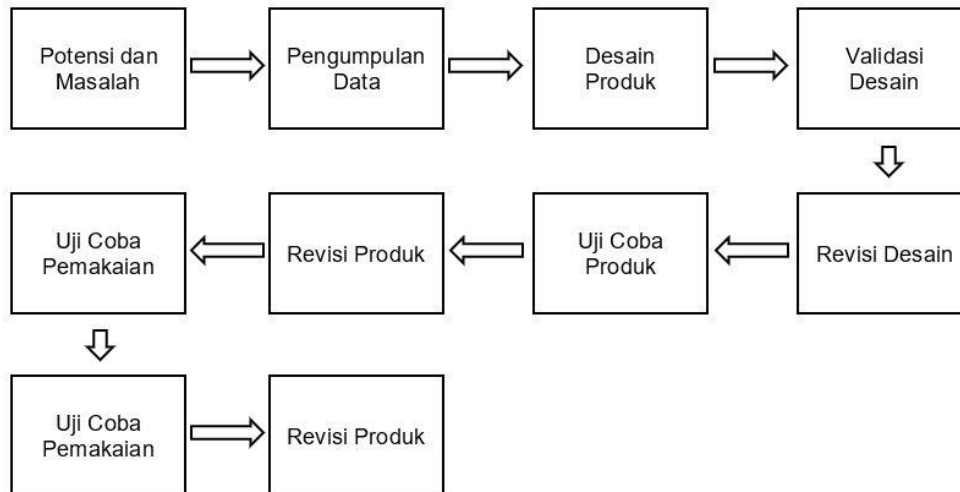 Potensi dan
Masalah
Pengumpulan
Data
Desain
Produk
Validasi
Desain
Revisi Desain
Uji Coba
Produk
Revisi Produk
Uji Coba
Pemakaian
Uji Coba
Pemakaian
Revisi Produk